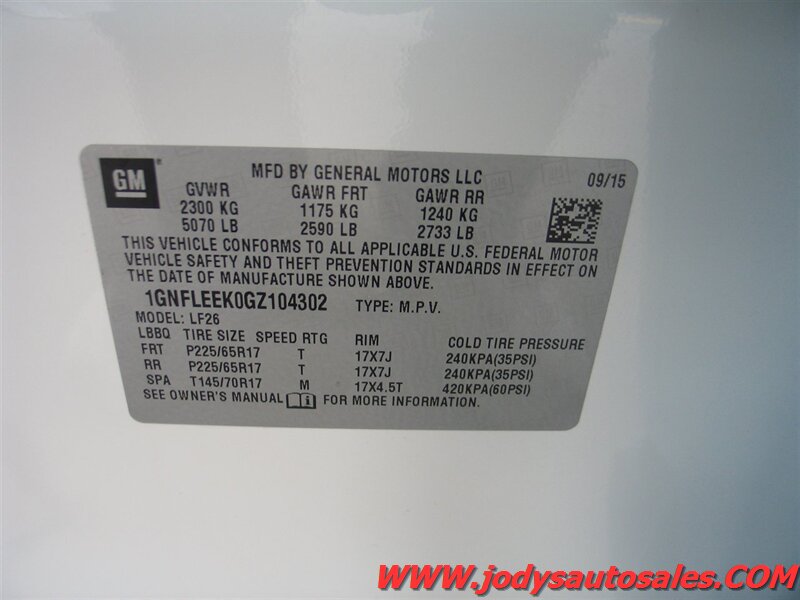 GM
MFD BY GENERAL MOTORS LLC 09/15
GVWR GAWR FRT GAWR RR
2300 KG 1175 KG 1240 KG
5070 LB 2590 LB 2733 LB
THIS VEHICLE CONFORMS TO ALL APPLICABLE U.S. FEDERAL MOTOR
VEHICLE SAFETY AND THEFT PREVENTION STANDARDS IN EFFECT ON
THE DATE OF MANUFACTURE SHOWN ABOVE.
1GNFLEEK0GZ104302 TYPE: M.P.V.
MODEL: LF26
LBBQ TIRE SIZE SPEED RTG RIM COLD TIRE PRESSURE
FRT P225/65R17 T 17X7J 240KPA(35PSI)
RR P225/65R17 T 17X7J 240KPA(35PSI)
SPA T145/70R17 M 17X4.5T 420KPA(60PSI)
SEE OWNER'S MANUAL FOR MORE INFORMATION.
www.jodysautosales.COM